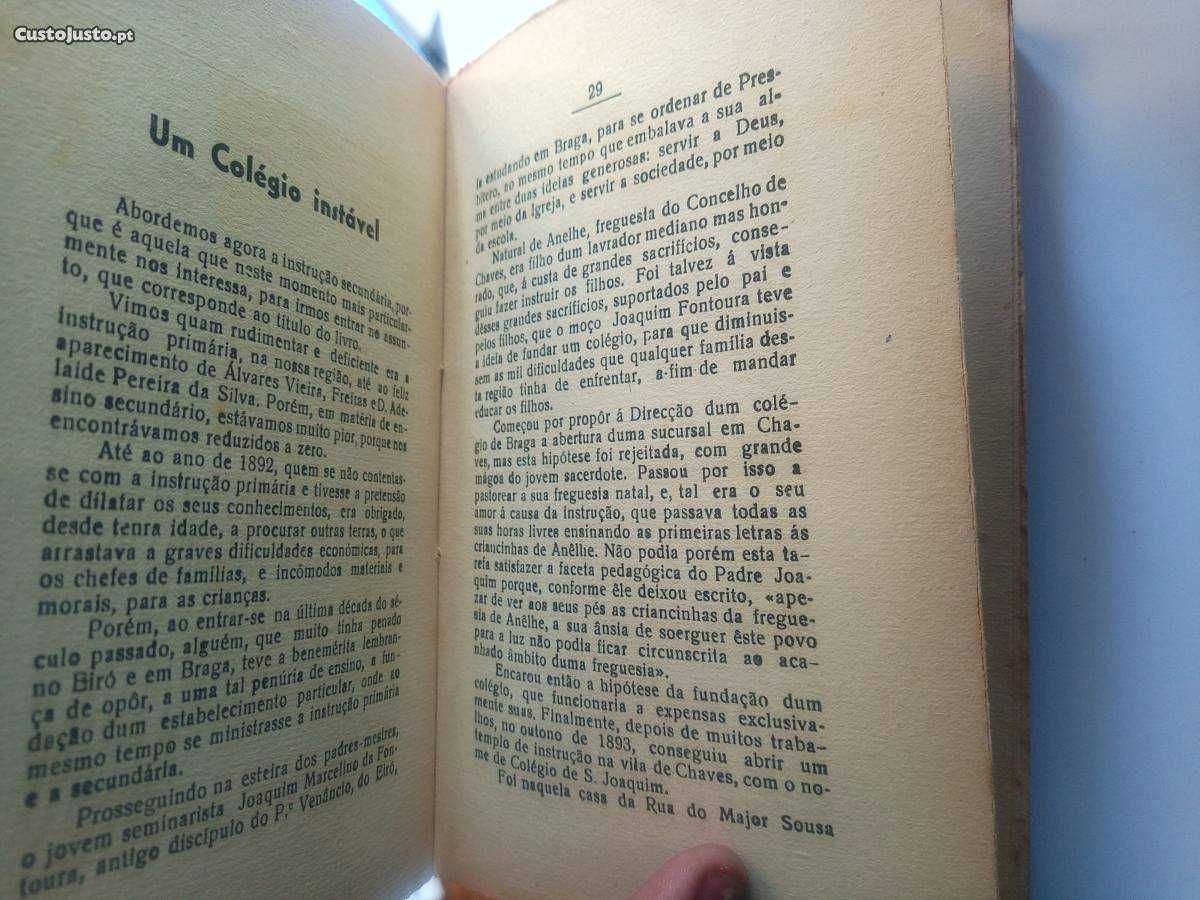 CustoJusto.pt
Um Colégio instável
Abordemos agora a instrução secundária, por-
que é aquela que neste momento mais particular-
mente nos interessa, para irmos entrar no assun-
to, que corresponde ao título do livro.
Vimos quam rudimentar e deficiente era a
instrução primária, na nossa região, até ao feliz
aparecimento de Álvares Vieira, Freitas e D. Ade-
laide Pereira da Silva. Porém, em matéria de en-
sino secundário, estávamos muito pior, porque nos
encontrávamos reduzidos a zero.
Até ao ano de 1892, quem se não contentas-
se com a instrução primária e tivesse a pretensão
de dilatar os seus conhecimentos, era obrigado,
desde tenra idade, a procurar outras terras, o que
arrastava a graves dificuldades económicas, para
os chefes de famílias, e incómodos materiais e
morais, para as crianças.
Porém, ao entrar-se na última década do sé-
culo passado, alguém, que muito tinha penado
no Eiró e em Braga, teve a benemérita lembran-
ça de opôr, a uma tal penúria de ensino, a fun-
dação dum estabelecimento particular, onde ao
mesmo tempo se ministrasse a instrução primária
e a secundária.
Prosseguindo na esteira dos padres-mestres,
o jovem seminarista Joaquim Marcelino da Fon-
toura, antigo discípulo do P.e Venâncio, do Eiró,
29
ia estudando em Braga, para se ordenar de Pres-
bítero, ao mesmo tempo que embalava a sua al-
ma entre duas ideias generosas: servir a Deus,
por meio da Igreja, e servir a sociedade, por meio
da escola.
Natural de Anelhe, freguesia do Concelho de
Chaves, era filho dum lavrador mediano mas hon-
rado, que, á custa de grandes sacrifícios, conse-
guiu fazer instruir os filhos. Foi talvez á vista
dêsses grandes sacrifícios, suportados pelo pai e
pelos filhos, que o moço Joaquim Fontoura teve
a ideia de fundar um colégio, para que diminuis-
sem as mil dificuldades que qualquer família des-
ta região tinha de enfrentar, a-fim-de mandar
educar os filhos.
Começou por propôr á Direcção dum colé-
gio de Braga a abertura duma sucursal em Cha-
ves, mas esta hipótese foi rejeitada, com grande
mágoa do jovem sacerdote. Passou por isso a
pastorear a sua freguesia natal, e, tal era o seu
amor á causa da instrução, que passava todas as
suas horas livres ensinando as primeiras letras ás
criancinhas de Anêlhe. Não podia porém esta ta-
refa satisfazer a faceta pedagógica do Padre Joa-
quim porque, conforme êle deixou escrito, «ape-
zar de ver aos seus pés as criancinhas da fregue-
sia de Anêlhe, a sua ânsia de soerguer êste povo
para a luz não podia ficar circunscrita ao aca-
nhado âmbito duma freguesia».
Encarou então a hipótese da fundação dum
colégio, que funcionaria a expensas exclusiva-
mente suas. Finalmente, depois de muitos traba-
lhos, no outono de 1893, conseguiu abrir um
templo de instrução na vila de Chaves, com o no-
me de Colégio de S. Joaquim.
Foi naquela casa da Rua do Major Sousa